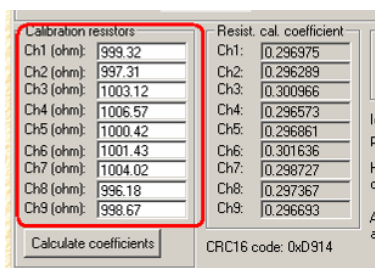 Calibration resistors
Resist. cal. coefficient
Ch1 (ohm): 999.32 Ch1: 0.296975
Ch2 (ohm): 997.31 Ch2: 0.296289
Ch3 (ohm): 1003.12 Ch3: 0.300966
Ch4 (ohm): 1006.57 Ch4: 0.296573
Ch5 (ohm): 1000.42 Ch5: 0.296861
Ch6 (ohm): 1001.43 Ch6: 0.301636
Ch7 (ohm): 1004.02 Ch7: 0.298727
Ch8 (ohm): 996.18 Ch8: 0.297367
Ch9 (ohm): 998.67 Ch9: 0.296693
Calculate coefficients
CRC16 code: 0xD914